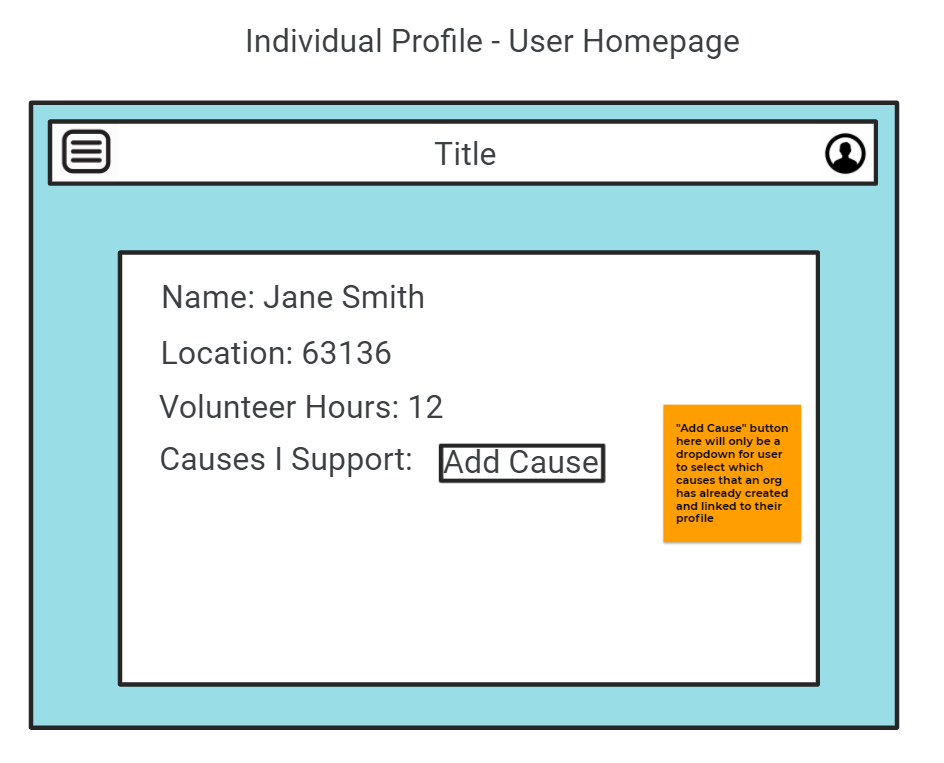 Individual Profile - User Homepage
Title
Name: Jane Smith
Location: 63136
Volunteer Hours: 12
Causes I Support:
Add Cause
"Add Cause" button
here will only be a
dropdown for user
to select which
causes that an org
has already created
and linked to their
profile